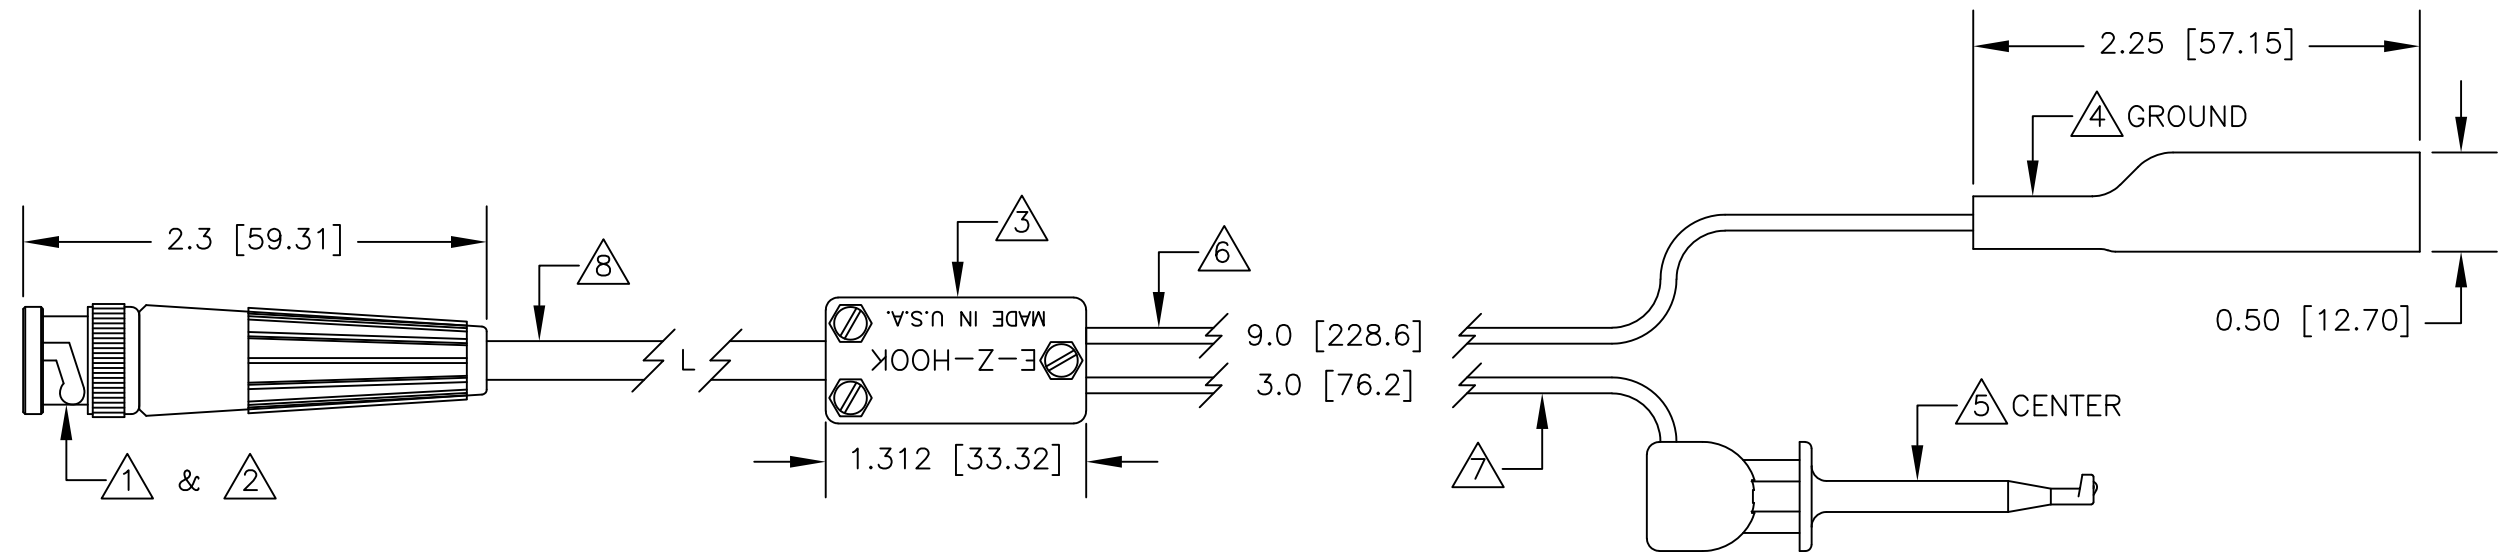 2.25 [57.15]
4 GROUND
3
2.3 [59.31]
8
6
MADE IN U.S.A.
E-Z-HOOK
L
9.0 [228.6]
0.50 [12.70]
3.0 [76.2]
5 CENTER
1.312 [33.32]
7
1 & 2